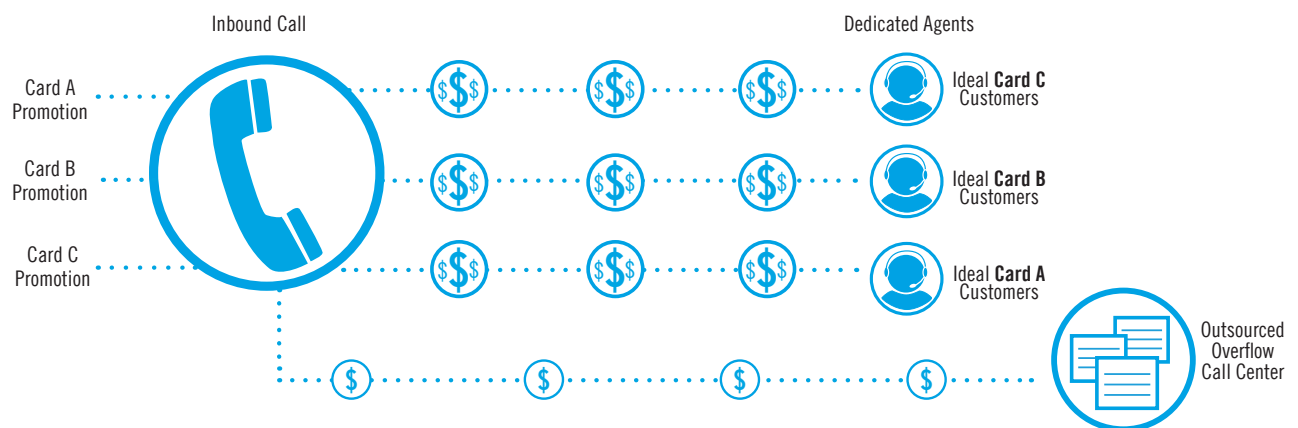 Inbound Call
Dedicated Agents
Card A
Promotion
$$$
$$$
$$$
Ideal Card C
Customers
Card B
Promotion
$$$
$$$
$$$
Ideal Card B
Customers
Card C
Promotion
$$$
$$$
$$$
Ideal Card A
Customers
$
$
$
$
Outsourced
Overflow
Call Center